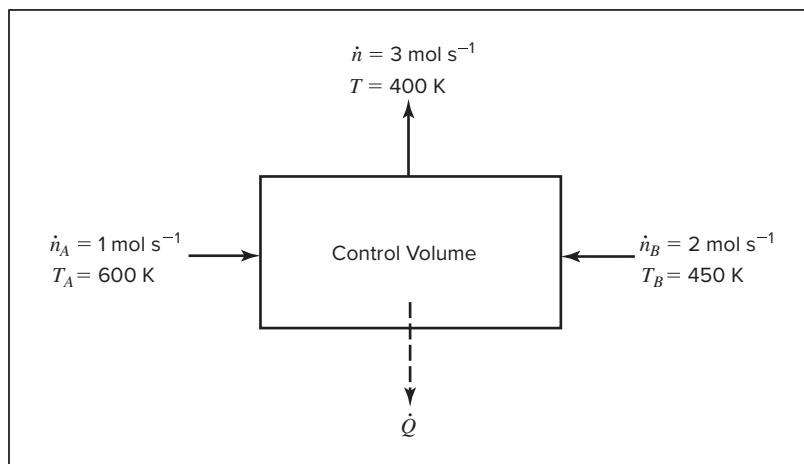 ṅ = 3 mol s⁻¹
T = 400 K
ṅ_A = 1 mol s⁻¹
T_A = 600 K
Control Volume
ṅ_B = 2 mol s⁻¹
T_B = 450 K
Q̇